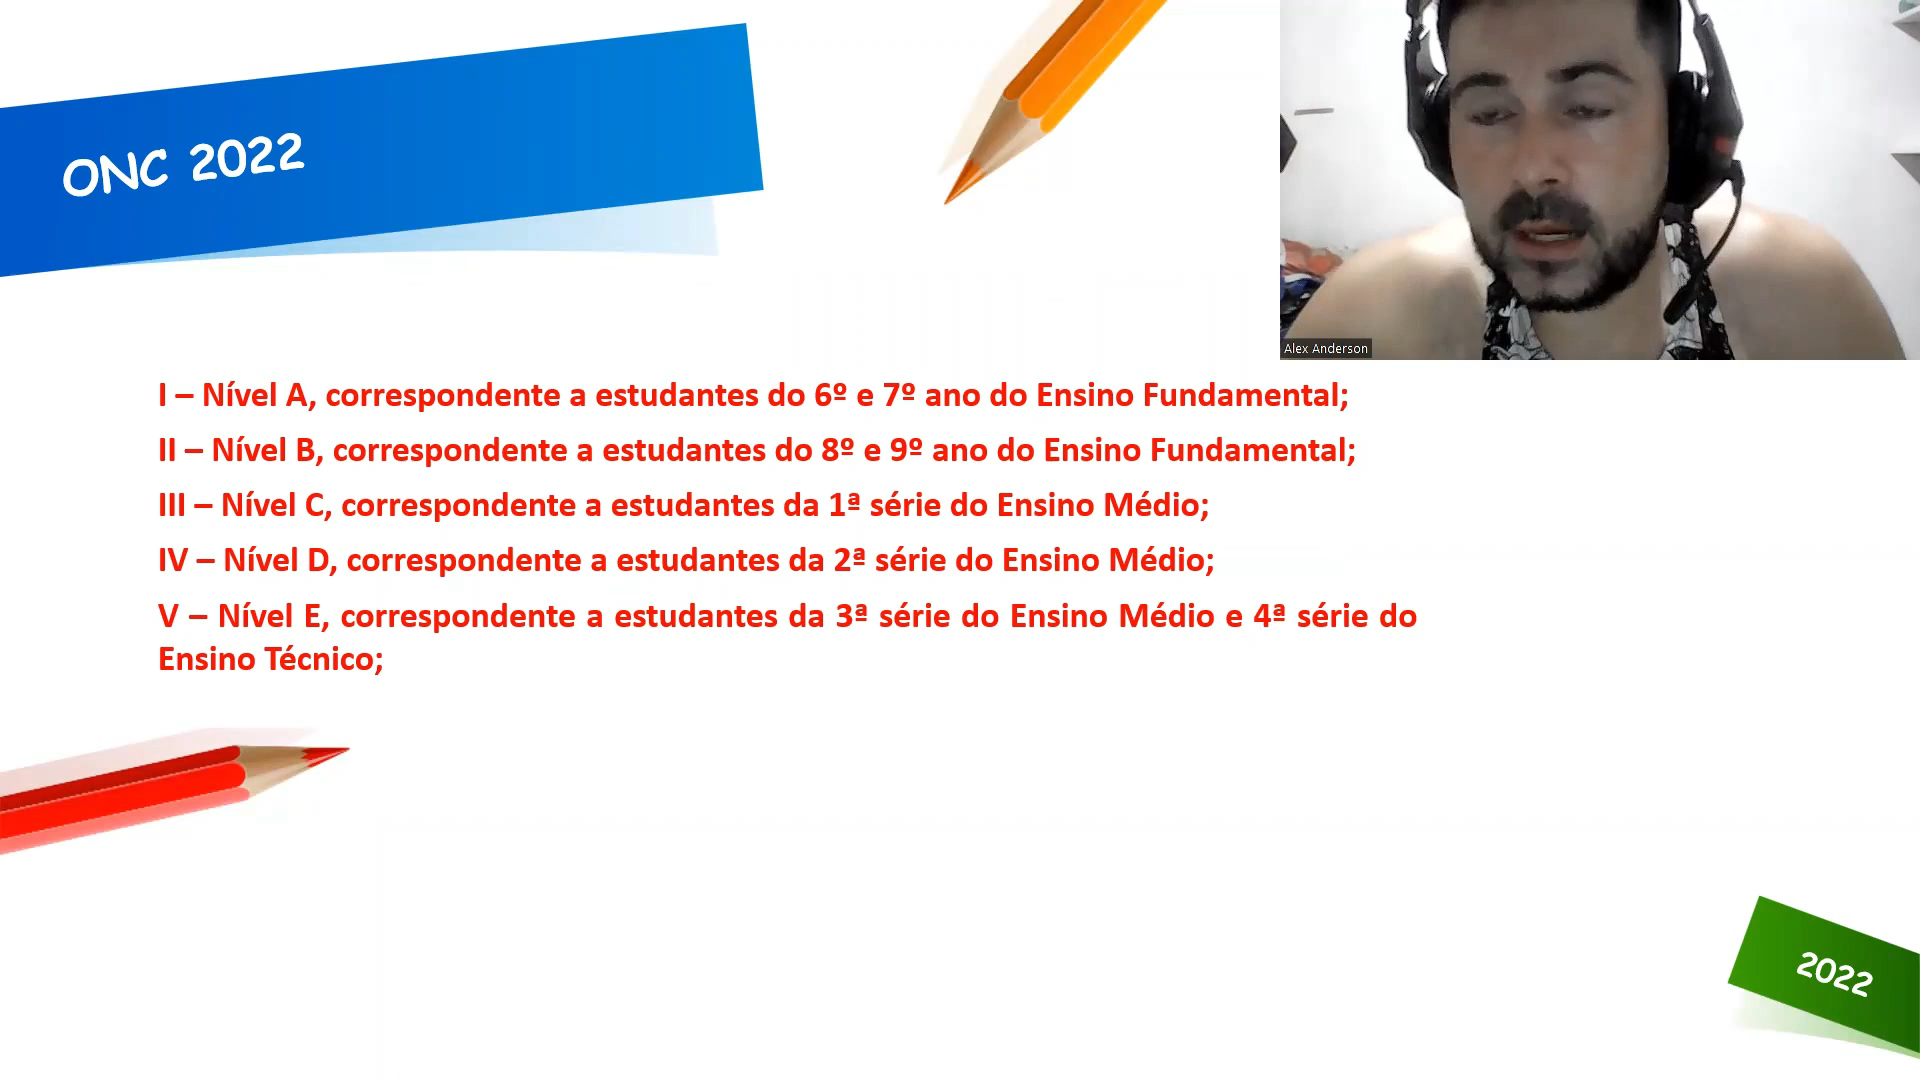 ONC 2022
Alex Anderson
I – Nível A, correspondente a estudantes do 6º e 7º ano do Ensino Fundamental;
II – Nível B, correspondente a estudantes do 8º e 9º ano do Ensino Fundamental;
III – Nível C, correspondente a estudantes da 1ª série do Ensino Médio;
IV – Nível D, correspondente a estudantes da 2ª série do Ensino Médio;
V – Nível E, correspondente a estudantes da 3ª série do Ensino Médio e 4ª série do
Ensino Técnico;
2022